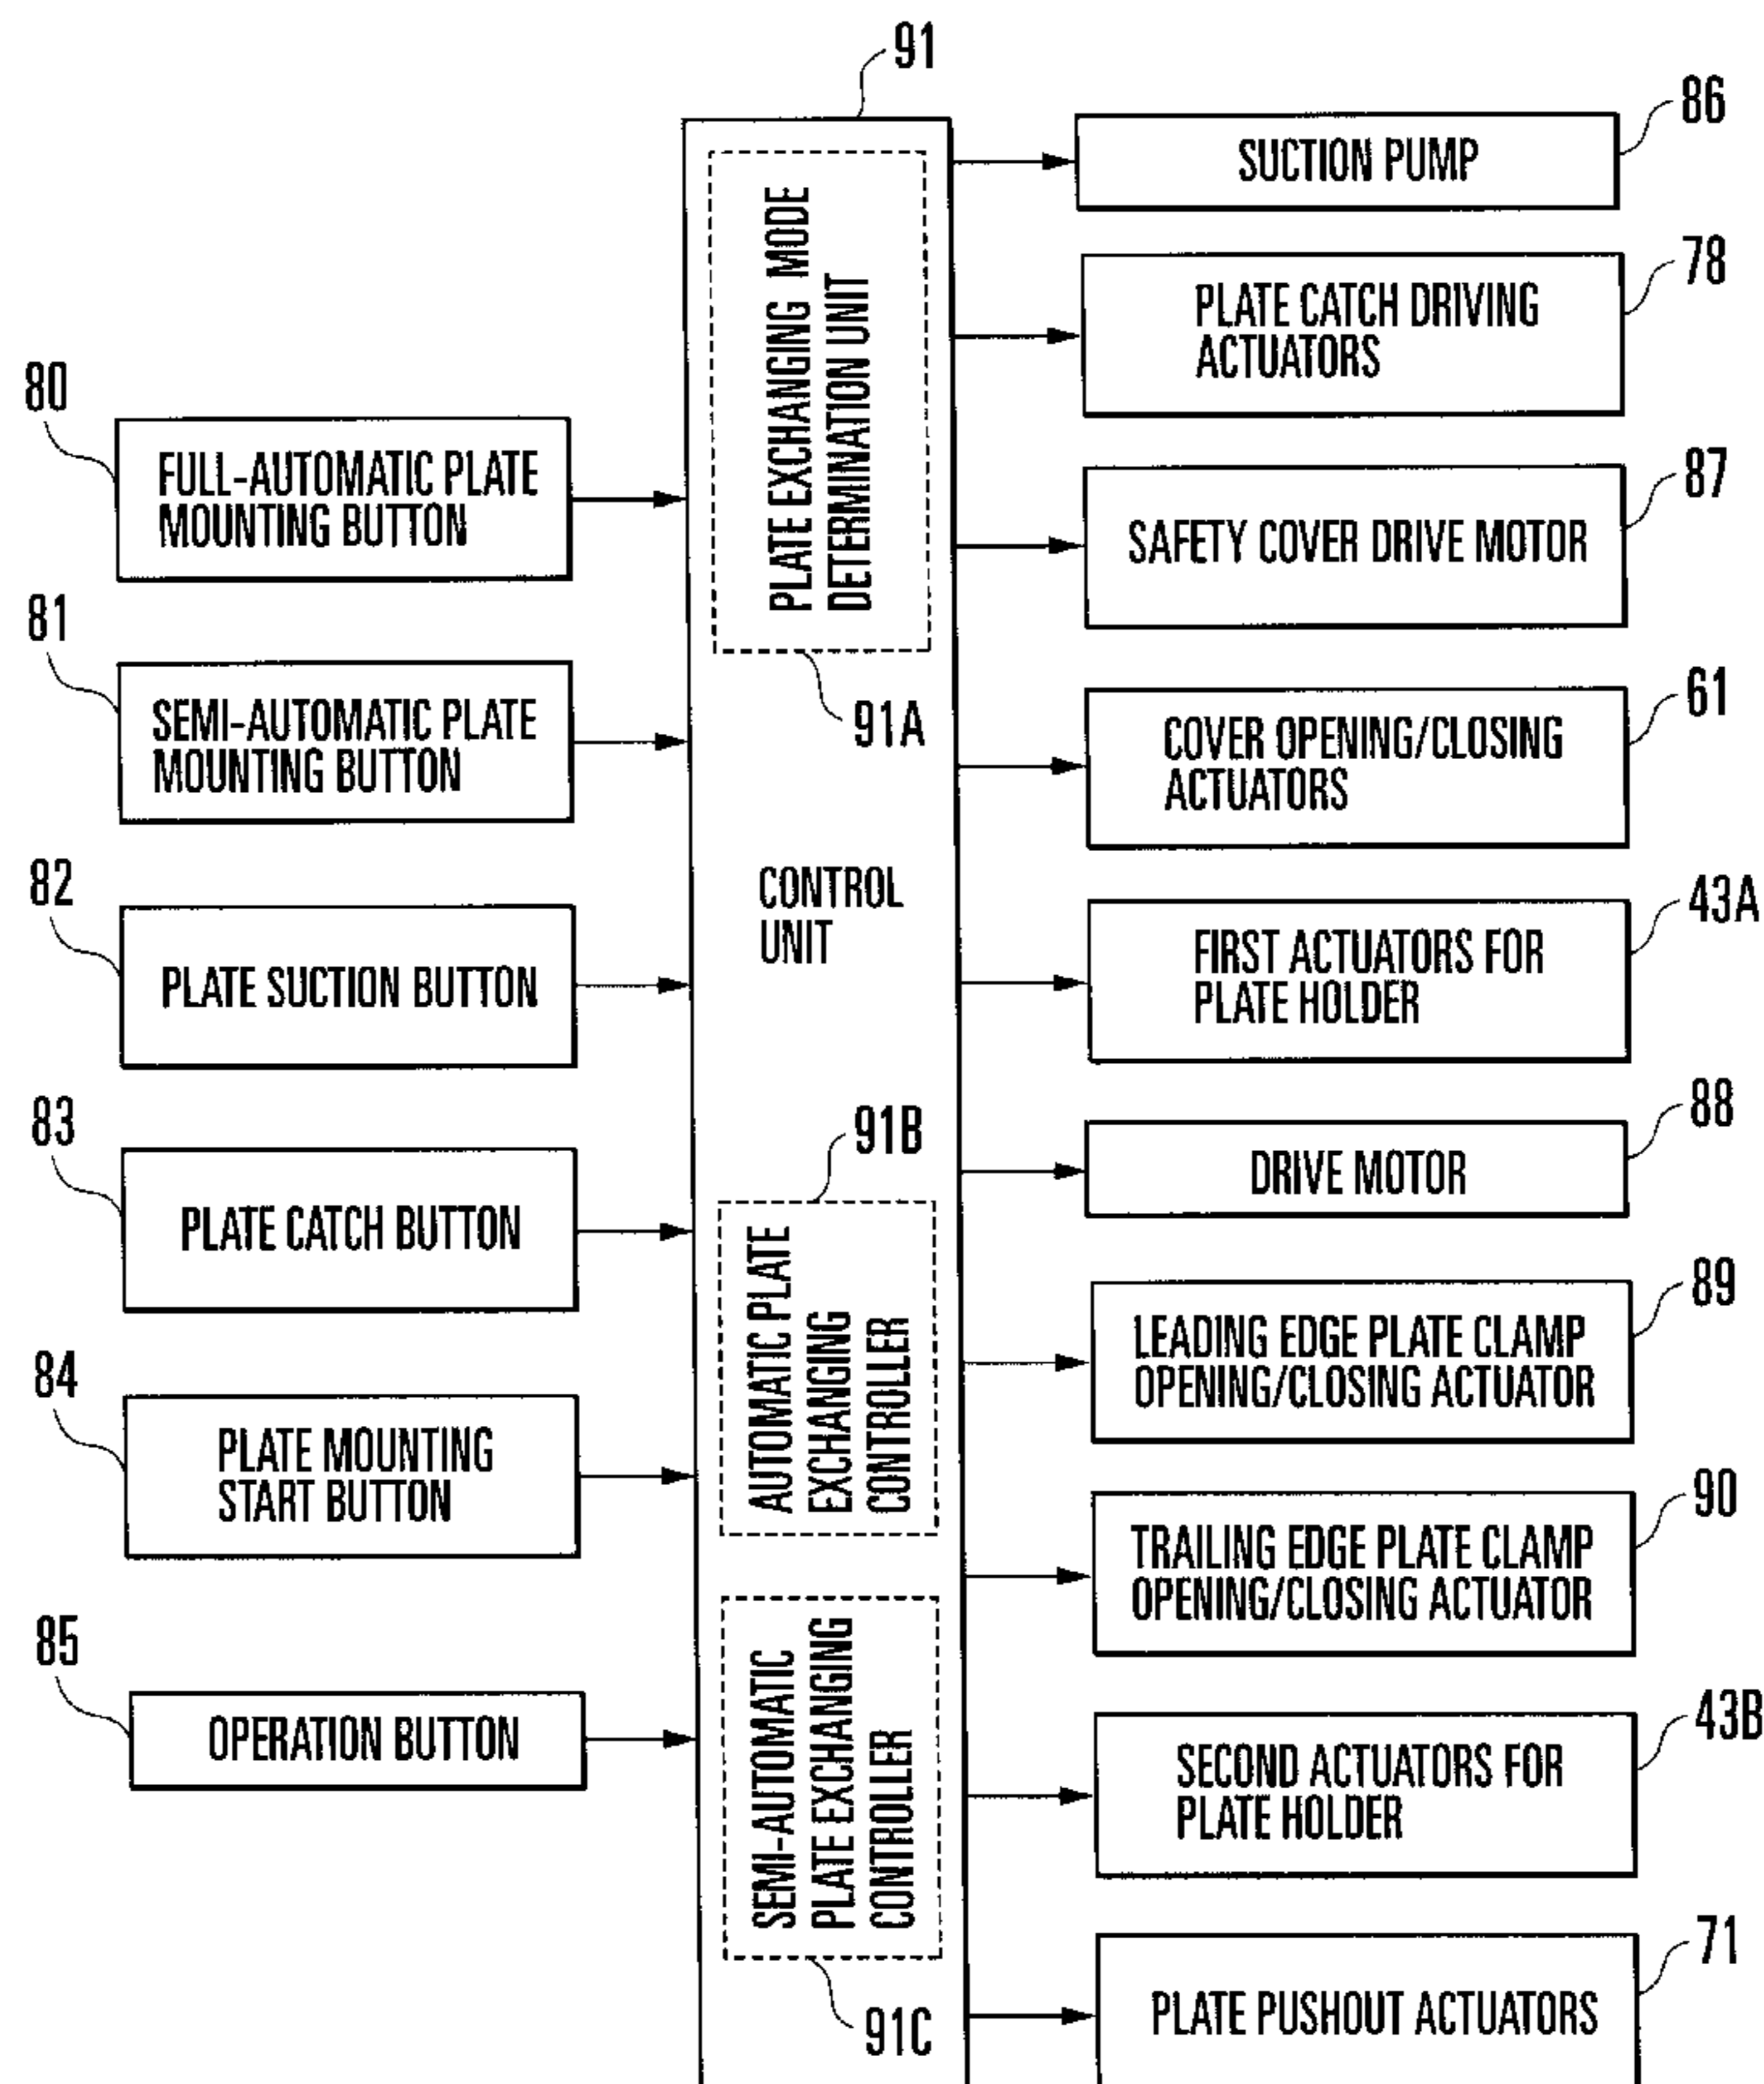 91
80
FULL-AUTOMATIC PLATE
MOUNTING BUTTON
81
SEMI-AUTOMATIC PLATE
MOUNTING BUTTON
82
PLATE SUCTION BUTTON
83
PLATE CATCH BUTTON
84
PLATE MOUNTING
START BUTTON
85
OPERATION BUTTON
PLATE EXCHANGING MODE
DETERMINATION UNIT
91A
CONTROL
UNIT
91B
AUTOMATIC PLATE
EXCHANGING
CONTROLLER
SEMI-AUTOMATIC
PLATE EXCHANGING
CONTROLLER
91C
86
SUCTION PUMP
78
PLATE CATCH DRIVING
ACTUATORS
87
SAFETY COVER DRIVE MOTOR
61
COVER OPENING/CLOSING
ACTUATORS
43A
FIRST ACTUATORS FOR
PLATE HOLDER
88
DRIVE MOTOR
89
LEADING EDGE PLATE CLAMP
OPENING/CLOSING ACTUATOR
90
TRAILING EDGE PLATE CLAMP
OPENING/CLOSING ACTUATOR
43B
SECOND ACTUATORS FOR
PLATE HOLDER
71
PLATE PUSHOUT ACTUATORS